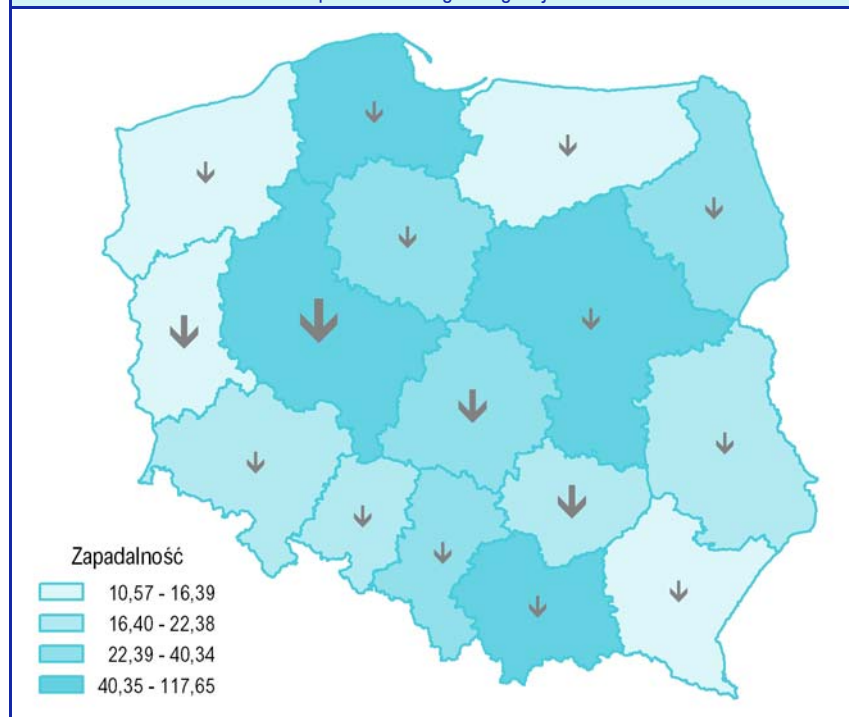 Zapadalność
10,57 - 16,39
16,40 - 22,38
22,39 - 40,34
40,35 - 117,65